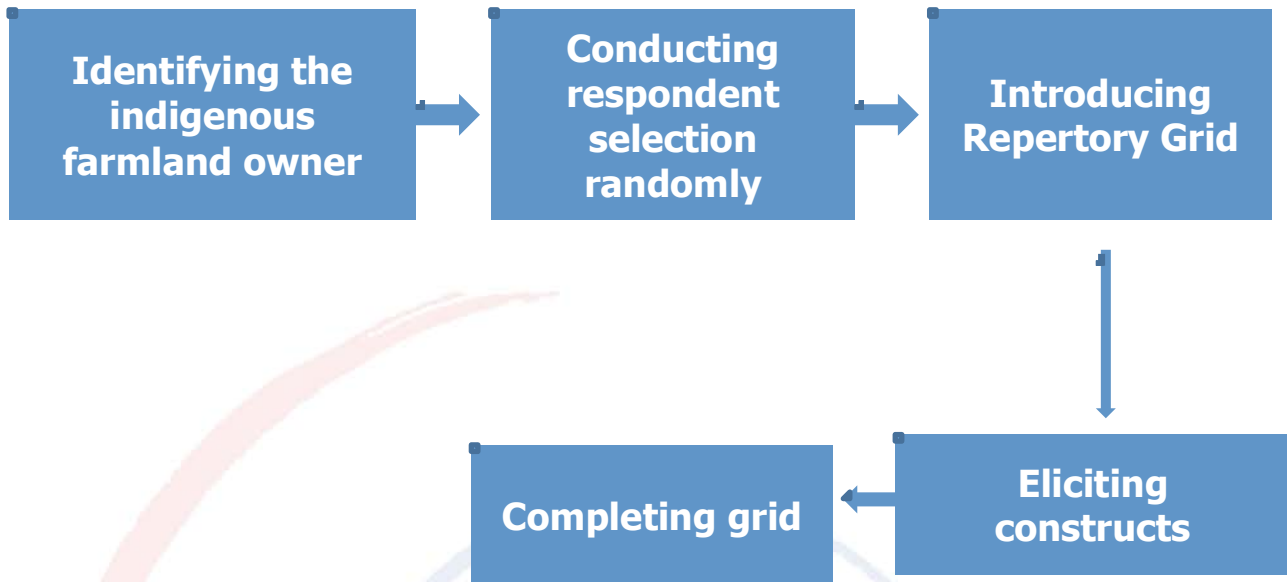 Identifying the
indigenous
farmland owner
Conducting
respondent
selection
randomly
Introducing
Repertory Grid
Eliciting
constructs
Completing grid